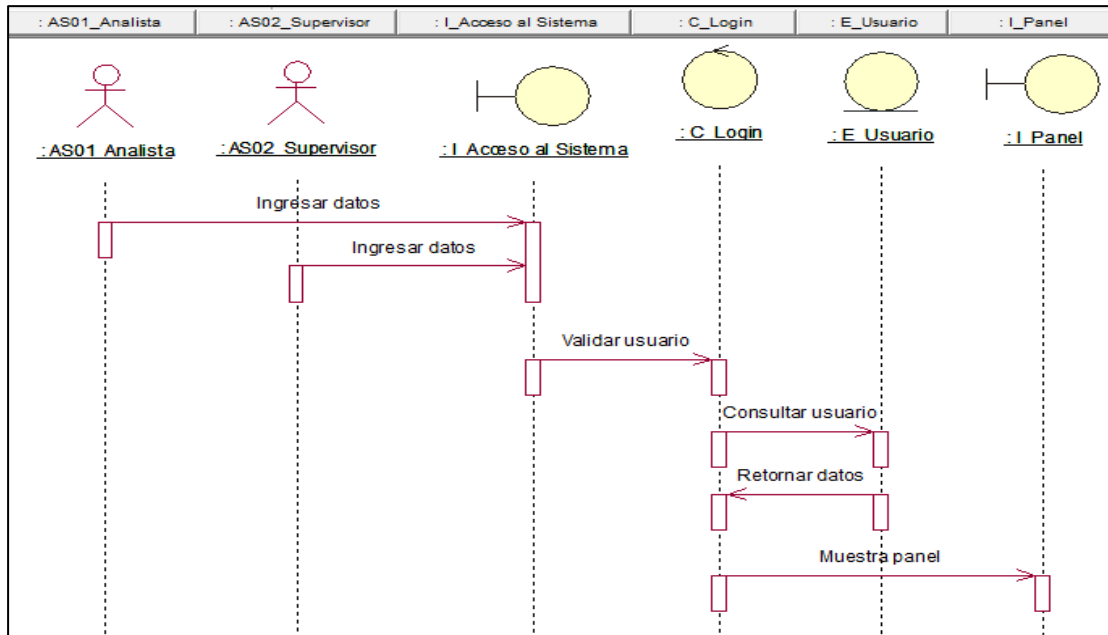 : AS01_Analista : AS02_Supervisor : I_Acceso al Sistema : C_Login : E_Usuario : I_Panel
: AS01 Analista : AS02 Supervisor : I Acceso al Sistema : C Login : E Usuario : I Panel
Ingresar datos
Ingresar datos
Validar usuario
Consultar usuario
Retornar datos
Muestra panel